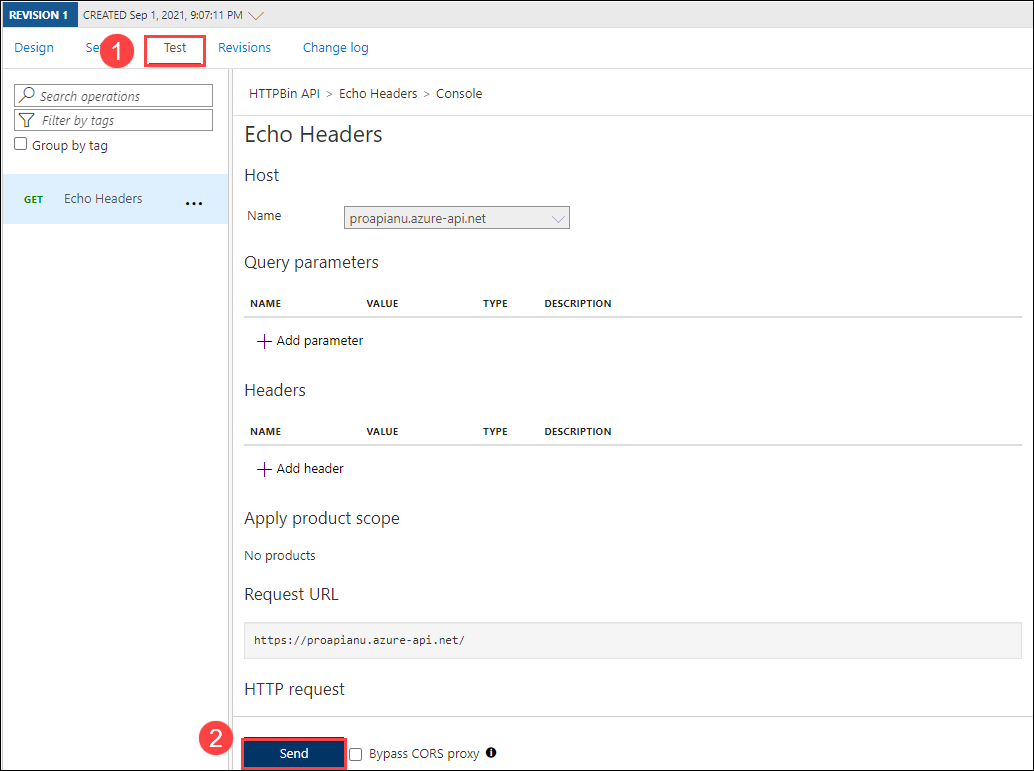 REVISION 1 CREATED Sep 1, 2021, 9:07:11 PM
Design Se 1 Test Revisions Change log
Search operations
Filter by tags
Group by tag
GET Echo Headers ...
HTTPBin API > Echo Headers > Console
Echo Headers
Host
Name proapianu.azure-api.net
Query parameters
NAME VALUE TYPE DESCRIPTION
Add parameter
Headers
NAME VALUE TYPE DESCRIPTION
Add header
Apply product scope
No products
Request URL
https://proapianu.azure-api.net/
HTTP request
2 Send Bypass CORS proxy